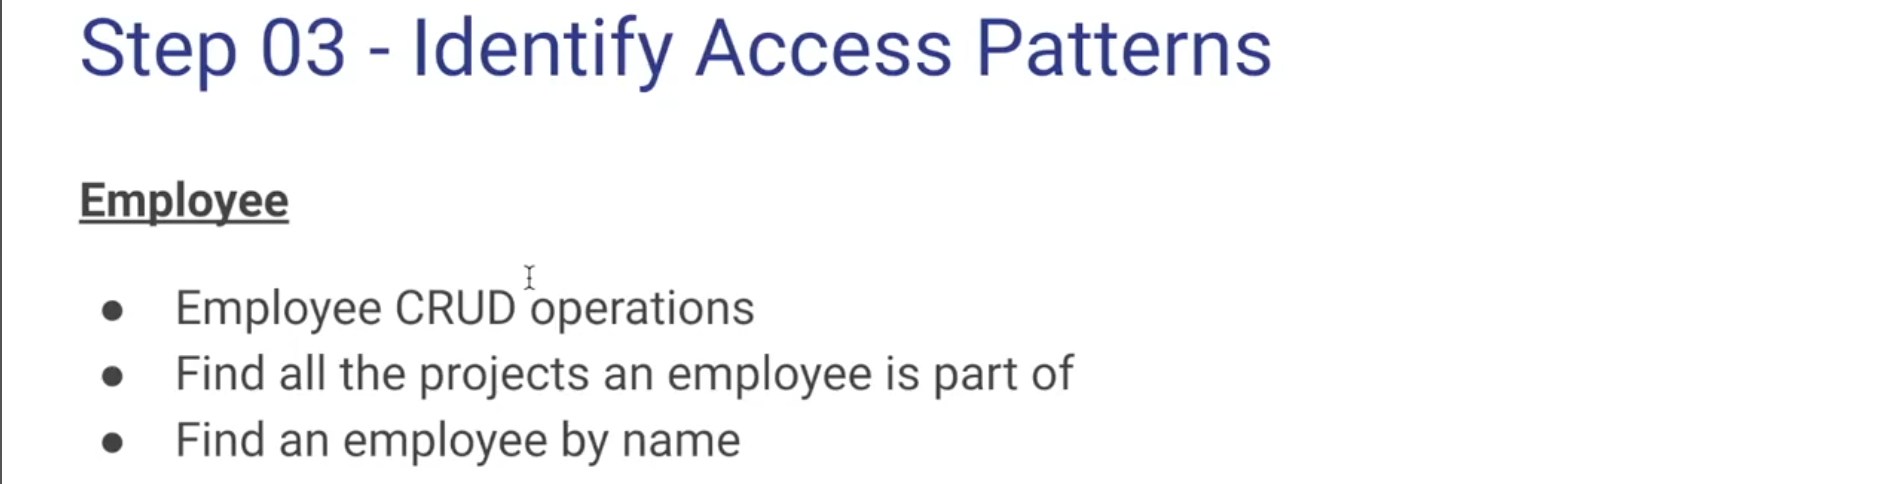 Step 03 - Identify Access Patterns
Employee
● Employee CRUD operations
● Find all the projects an employee is part of
● Find an employee by name